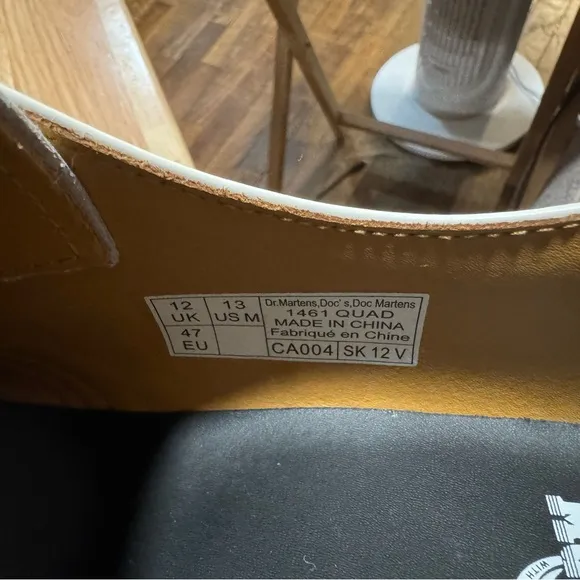 12 UK
13 US M
47 EU
Dr.Martens,Doc's,Doc Martens
1461 QUAD
MADE IN CHINA
Fabriqué en Chine
CA004
SK 12 V
WITH